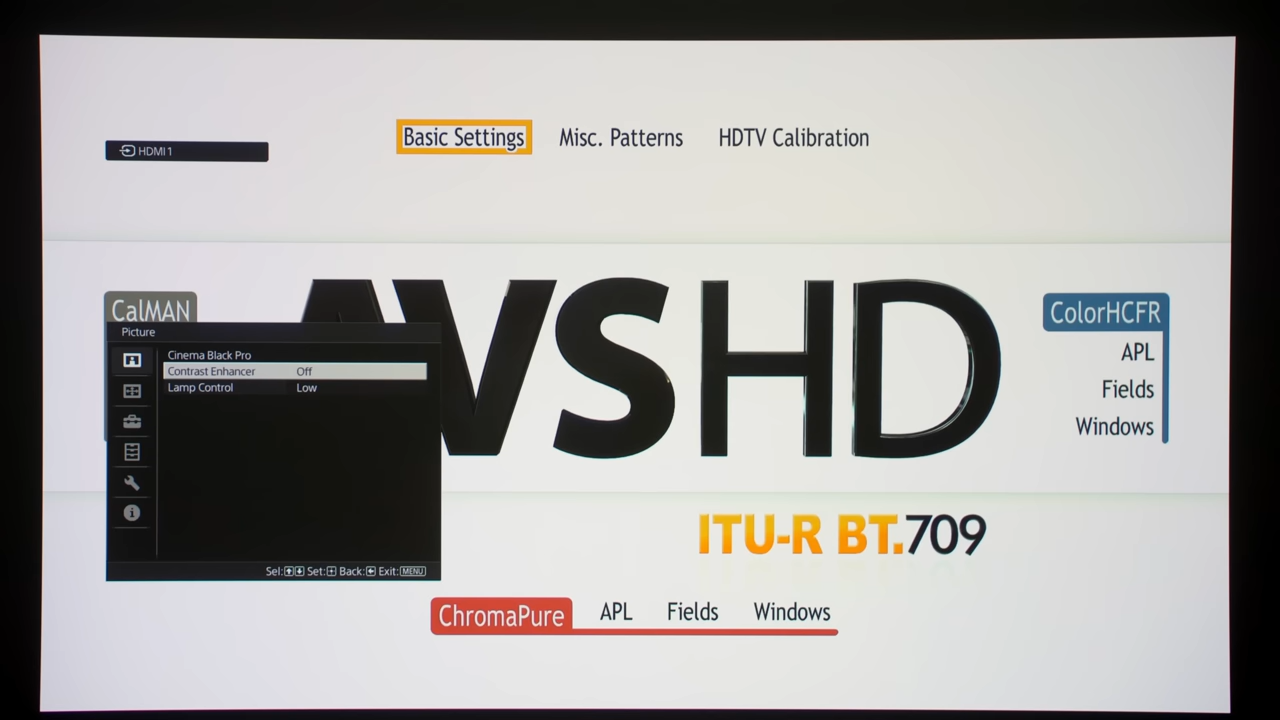 Basic Settings Misc. Patterns HDTV Calibration
HDMI 1
AVSHD
CalMAN
Picture
Cinema Black Pro
Contrast Enhancer Off
Lamp Control Low
Sel: Set: Back: Exit: MENU
ColorHCFR
APL
Fields
Windows
ITU-R BT.709
ChromaPure APL Fields Windows